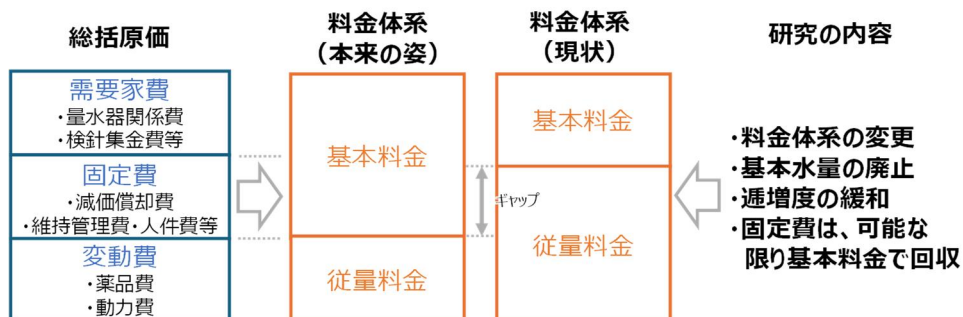 総括原価
需要家費
・量水器関係費
・検針集金費等
固定費
・減価償却費
・維持管理費・人件費等
変動費
・薬品費
・動力費
料金体系
（本来の姿）
基本料金
従量料金
料金体系
（現状）
基本料金
ギャップ
従量料金
研究の内容
・料金体系の変更
・基本水量の廃止
・逓増度の緩和
・固定費は、可能な
限り基本料金で回収